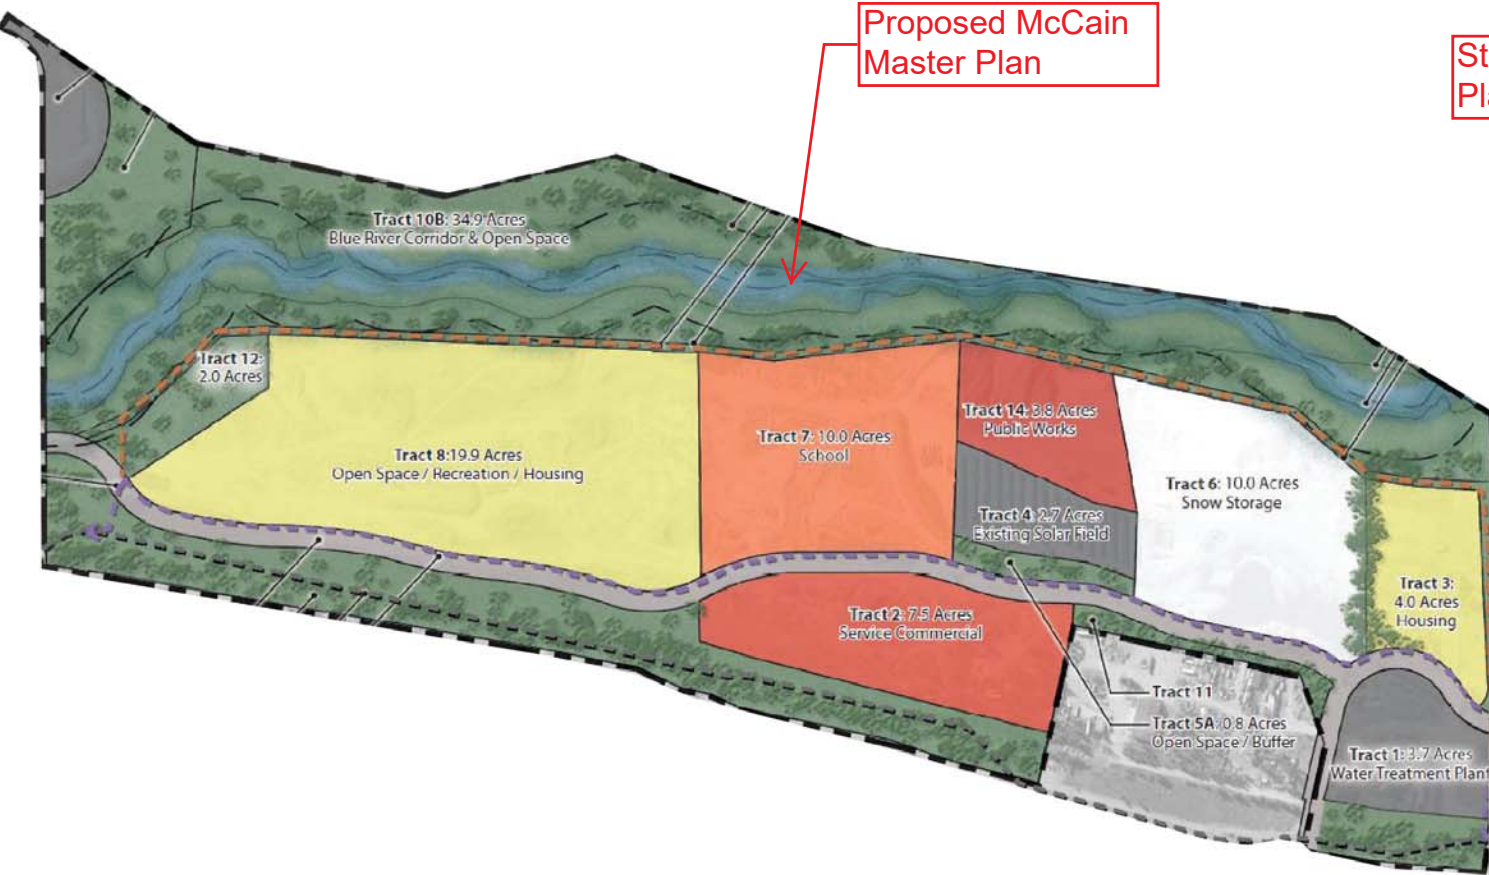 Proposed McCain
Master Plan
St
Pla
Tract 10B: 34.9 Acres
Blue River Corridor & Open Space
Tract 12:
2.0 Acres
Tract 8:19.9 Acres
Open Space / Recreation / Housing
Tract 7: 10.0 Acres
School
Tract 14: 3.8 Acres
Public Works
Tract 4: 2.7 Acres
Existing Solar Field
Tract 6: 10.0 Acres
Snow Storage
Tract 3:
4.0 Acres
Housing
Tract 2: 7.5 Acres
Service Commercial
Tract 11
Tract 5A: 0.8 Acres
Open Space / Buffer
Tract 1: 3.7 Acres
Water Treatment Plant